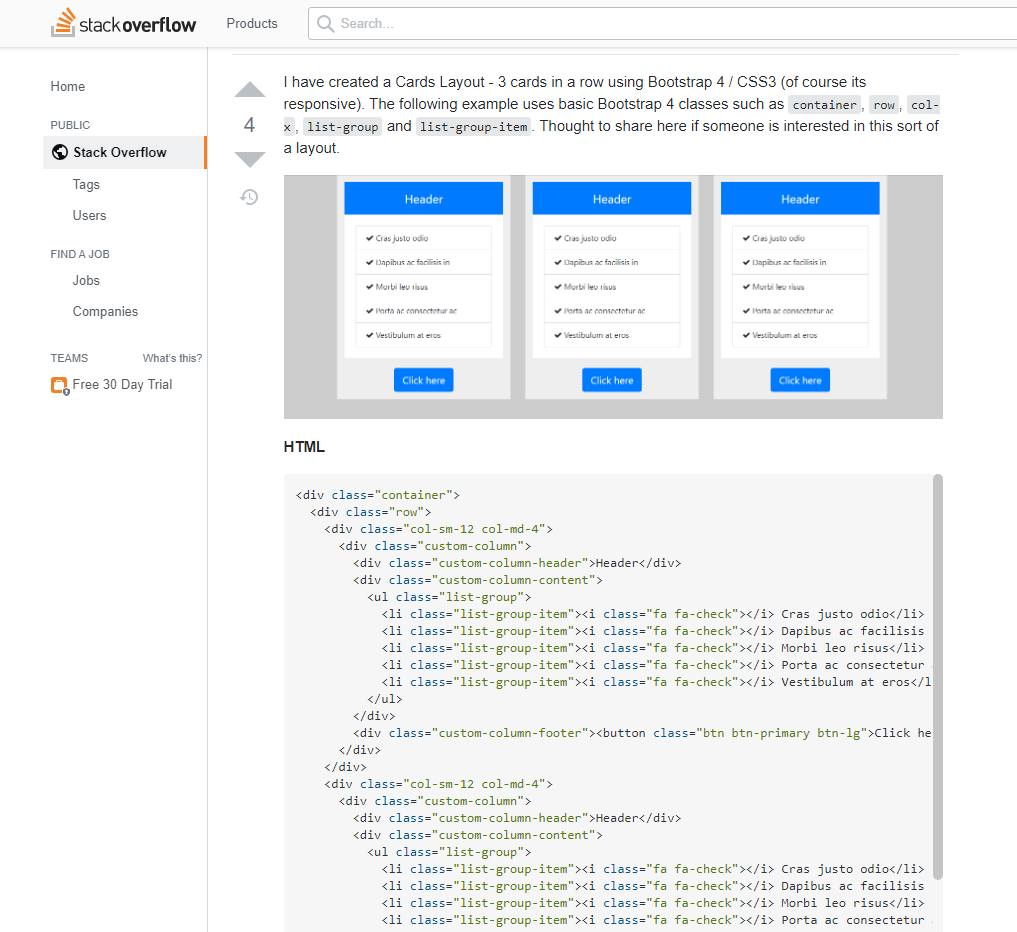 stackoverflow
Products
Search...
Home
PUBLIC
Stack Overflow
Tags
Users
FIND A JOB
Jobs
Companies
TEAMS
What's this?
Free 30 Day Trial
4
I have created a Cards Layout - 3 cards in a row using Bootstrap 4 / CSS3 (of course its
responsive). The following example uses basic Bootstrap 4 classes such as container, row, col-
x, list-group and list-group-item. Thought to share here if someone is interested in this sort of
a layout.
Header
Cras justo odio
Dapibus ac facilisis in
Morbi leo risus
Porta ac consectetur ac
Vestibulum at eros
Click here
Header
Cras justo odio
Dapibus ac facilisis in
Morbi leo risus
Porta ac consectetur ac
Vestibulum at eros
Click here
Header
Cras justo odio
Dapibus ac facilisis in
Morbi leo risus
Porta ac consectetur ac
Vestibulum at eros
Click here
HTML
<div class="container">
<div class="row">
<div class="col-sm-12 col-md-4">
<div class="custom-column">
<div class="custom-column-header">Header</div>
<div class="custom-column-content">
<ul class="list-group">
<li class="list-group-item"><i class="fa fa-check"></i> Cras justo odio</li>
<li class="list-group-item"><i class="fa fa-check"></i> Dapibus ac facilisis
<li class="list-group-item"><i class="fa fa-check"></i> Morbi leo risus</li>
<li class="list-group-item"><i class="fa fa-check"></i> Porta ac consectetur
<li class="list-group-item"><i class="fa fa-check"></i> Vestibulum at eros</l
</ul>
</div>
<div class="custom-column-footer"><button class="btn btn-primary btn-lg">Click he
</div>
</div>
<div class="col-sm-12 col-md-4">
<div class="custom-column">
<div class="custom-column-header">Header</div>
<div class="custom-column-content">
<ul class="list-group">
<li class="list-group-item"><i class="fa fa-check"></i> Cras justo odio</li>
<li class="list-group-item"><i class="fa fa-check"></i> Dapibus ac facilisis
<li class="list-group-item"><i class="fa fa-check"></i> Morbi leo risus</li>
<li class="list-group-item"><i class="fa fa-check"></i> Porta ac consectetur